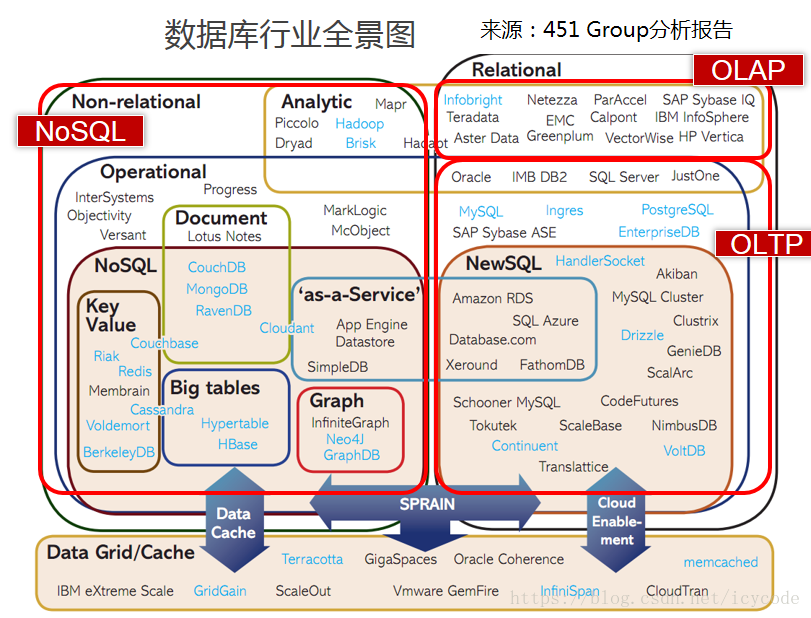 数据库行业全景图
来源：451 Group分析报告
Relational
OLAP
Non-relational
NoSQL
Analytic
Mapr
Piccolo
Hadoop
Dryad
Brisk
Hadapt
Infobright
Netezza
ParAccel
SAP Sybase IQ
Teradata
EMC
Calpont
IBM InfoSphere
Aster Data
Greenplum
VectorWise
HP Vertica
Operational
Oracle
IMB DB2
SQL Server
JustOne
InterSystems
Progress
Objectivity
Versant
Document
Lotus Notes
MarkLogic
McObject
MySQL
Ingres
PostgreSQL
SAP Sybase ASE
EnterpriseDB
OLTP
NoSQL
CouchDB
MongoDB
RavenDB
Key
Value
Couchbase
Riak
Redis
Membrain
Cassandra
Voldemort
BerkeleyDB
Big tables
Hypertable
HBase
‘as-a-Service’
Cloudant
App Engine
Datastore
SimpleDB
Graph
InfiniteGraph
Neo4J
GraphDB
NewSQL
HandlerSocket
Akiban
Amazon RDS
MySQL Cluster
SQL Azure
Clustrix
Database.com
Drizzle
GenieDB
Xeround
FathomDB
ScalArc
Schooner MySQL
CodeFutures
Tokutek
ScaleBase
NimbusDB
Continuent
VoltDB
Translattice
Data
Cache
SPRAIN
Cloud
Enable-
ment
Data Grid/Cache
Terracotta
GigaSpaces
Oracle Coherence
memcached
IBM eXtreme Scale
GridGain
ScaleOut
Vmware GemFire
InfiniSpan
CloudTran
https://blog.csdn.net/icycode